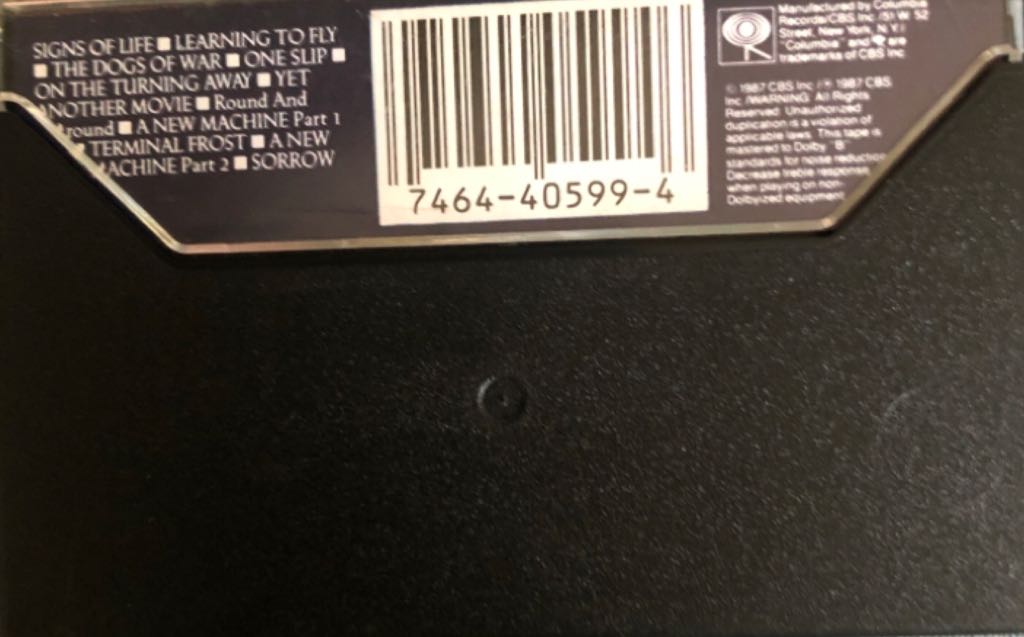 SIGNS OF LIFE ■ LEARNING TO FLY
■ THE DOGS OF WAR ■ ONE SLIP ■
ON THE TURNING AWAY ■ YET
ANOTHER MOVIE ■ Round And
Around ■ A NEW MACHINE Part 1
■ TERMINAL FROST ■ A NEW
MACHINE Part 2 ■ SORROW
7464-40599-4
Manufactured by Columbia
Records/CBS Inc. /51 W. 52
Street, New York, N.Y./
"Columbia" and are
trademarks of CBS Inc.
© 1987 CBS Inc./℗ 1987 CBS
Inc./WARNING: All Rights
Reserved. Unauthorized
duplication is a violation of
applicable laws. This tape is
mastered to Dolby "B"
standards for noise reduction.
Decrease treble response
when playing on non-
Dolbyized equipment.